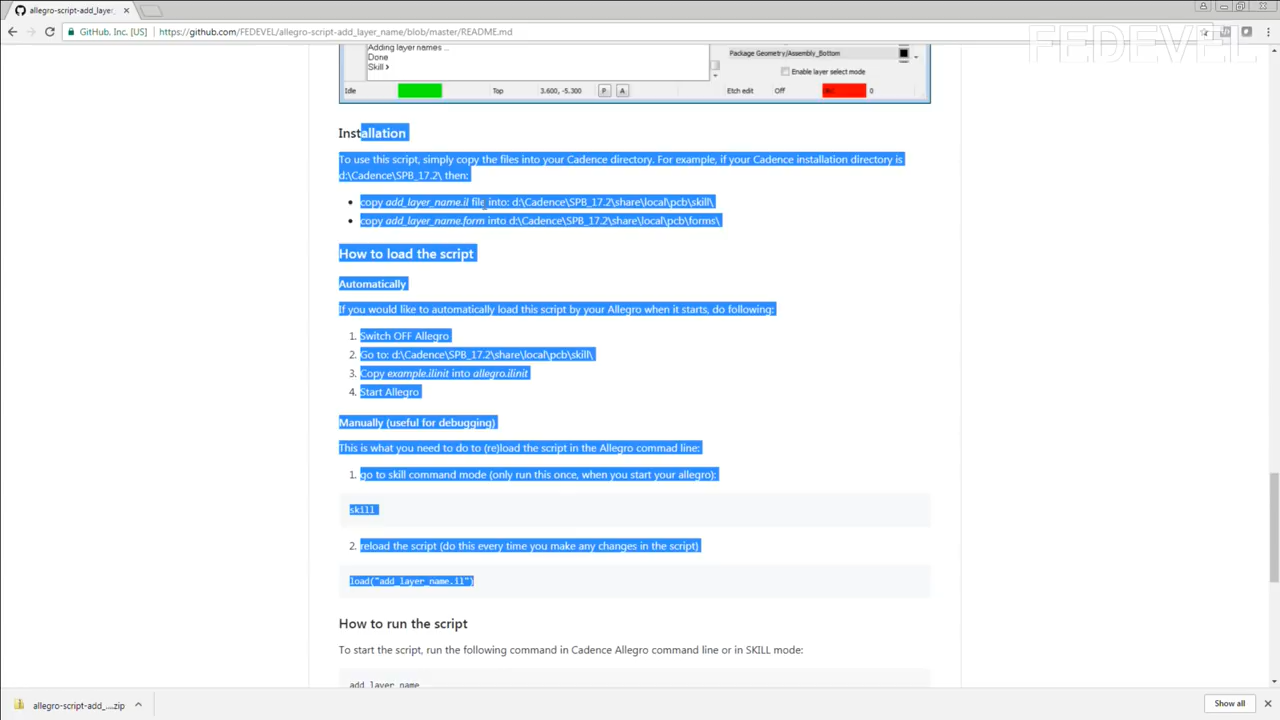 allegro-script-add_layer_
GitHub, Inc. [US]
https://github.com/FEDEVEL/allegro-script-add_layer_name/blob/master/README.md
FEDEVEL
Adding layer names ...
Done
Skill >
Package Geometry/Assembly_Bottom
Enable layer select mode
Idle
Top
3.600, -5.300
P
A
Etch edit
Off
0
Installation
To use this script, simply copy the files into your Cadence directory. For example, if your Cadence installation directory is
d:\Cadence\SPB_17.2\ then:
• copy add_layer_name.il file into: d:\Cadence\SPB_17.2\share\local\pcb\skill\
• copy add_layer_name.form into d:\Cadence\SPB_17.2\share\local\pcb\forms\
How to load the script
Automatically
If you would like to automatically load this script by your Allegro when it starts, do following:
1. Switch OFF Allegro
2. Go to: d:\Cadence\SPB_17.2\share\local\pcb\skill\
3. Copy example.ilinit into allegro.ilinit
4. Start Allegro
Manually (useful for debugging)
This is what you need to do to (re)load the script in the Allegro commad line:
1. go to skill command mode (only run this once, when you start your allegro):
skill
2. reload the script (do this every time you make any changes in the script)
load("add_layer_name.il")
How to run the script
To start the script, run the following command in Cadence Allegro command line or in SKILL mode:
add_layer_name
allegro-script-add_....zip
Show all